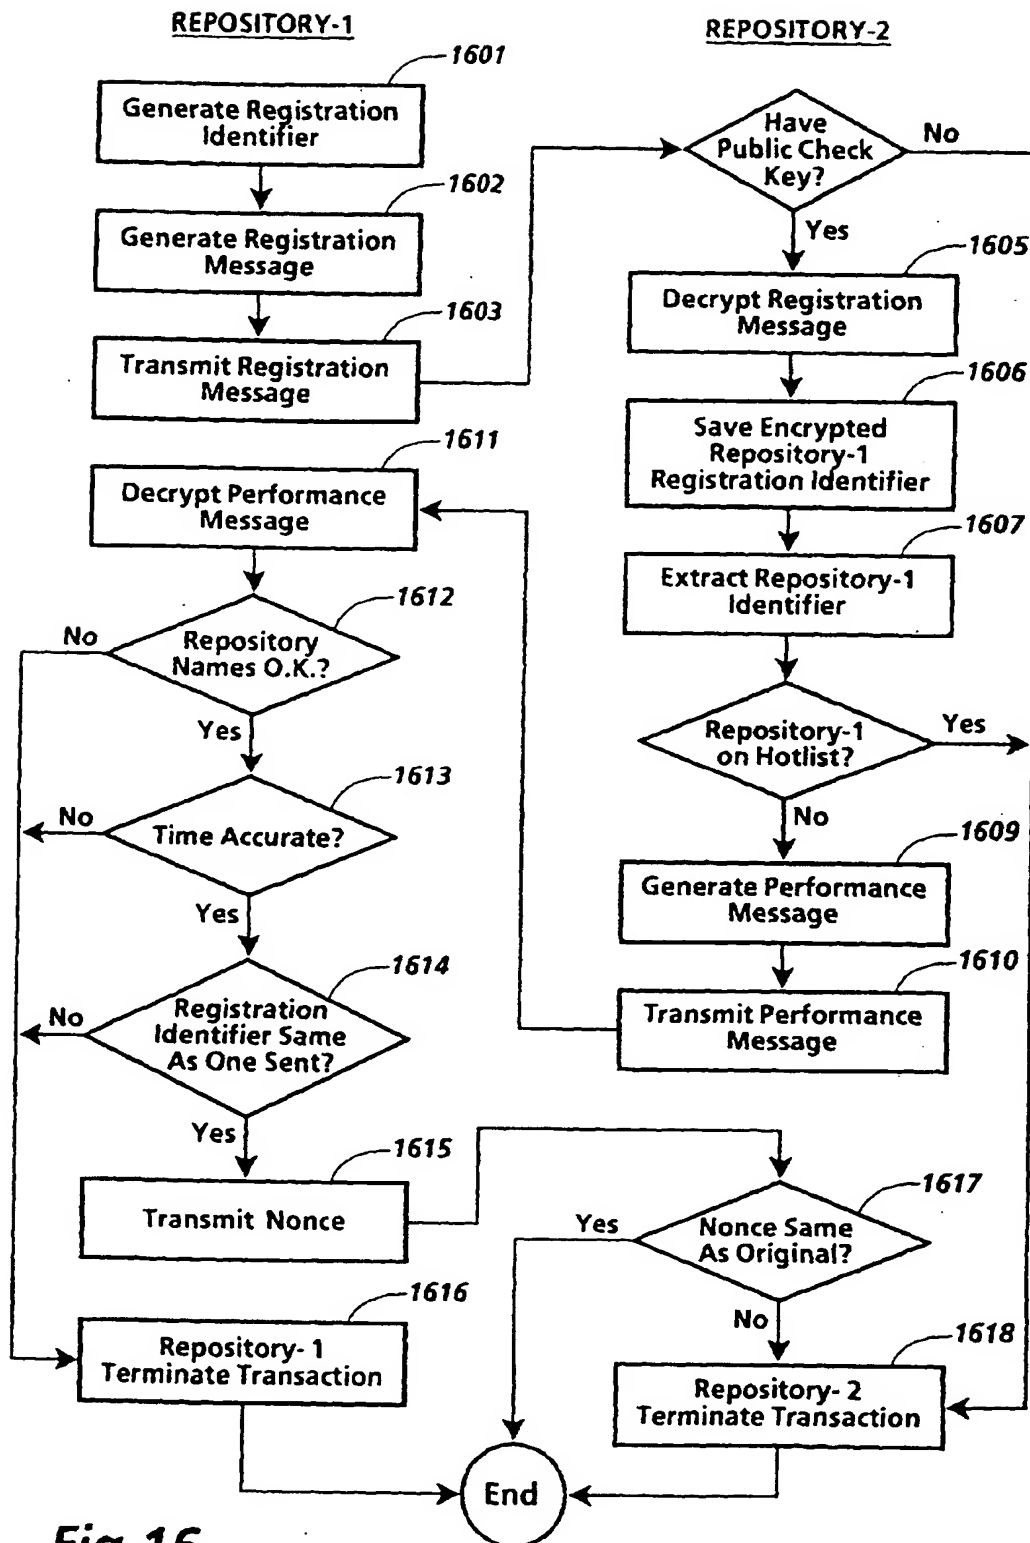 REPOSITORY-1
1601
Generate Registration
Identifier
1602
Generate Registration
Message
1603
Transmit Registration
Message
1611
Decrypt Performance
Message
1612
No
Repository
Names O.K.?
Yes
1613
No
Time Accurate?
Yes
1614
No
Registration
Identifier Same
As One Sent?
Yes
1615
Transmit Nonce
1616
Repository- 1
Terminate Transaction
REPOSITORY-2
Have
Public Check
Key?
No
Yes
1605
Decrypt Registration
Message
1606
Save Encrypted
Repository-1
Registration Identifier
1607
Extract Repository-1
Identifier
Repository-1
on Hotlist?
Yes
No
1609
Generate Performance
Message
1610
Transmit Performance
Message
1617
Yes
Nonce Same
As Original?
No
1618
Repository- 2
Terminate Transaction
End
Fig. 16